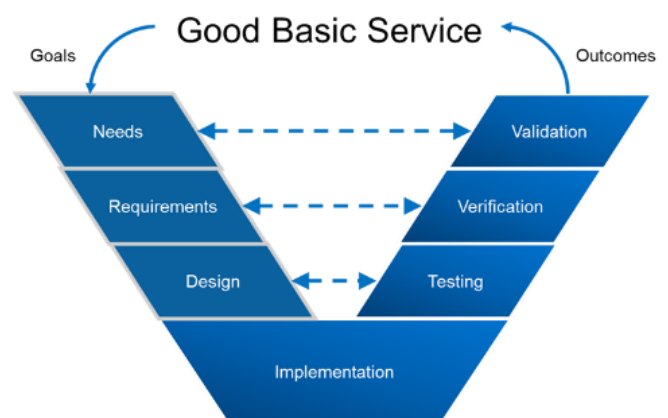 Good Basic Service
Goals
Outcomes
Needs
Validation
Requirements
Verification
Design
Testing
Implementation